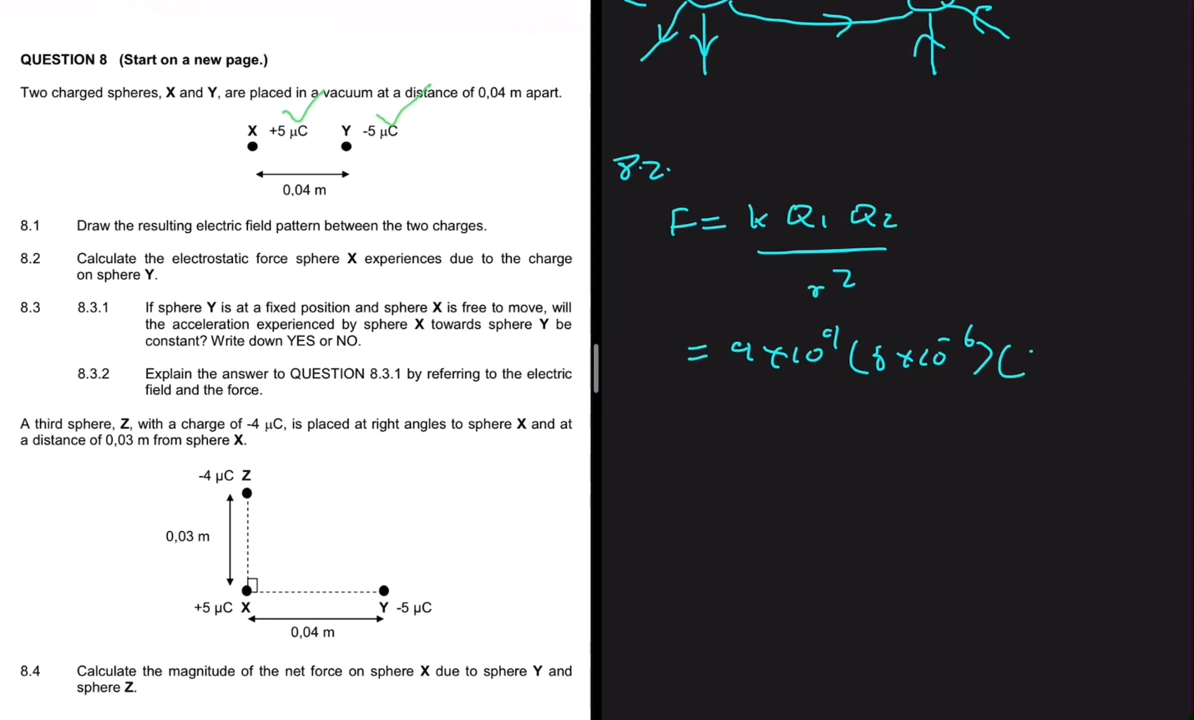 QUESTION 8 (Start on a new page.)
Two charged spheres, X and Y, are placed in a vacuum at a distance of 0,04 m apart.
X +5 µC Y -5 µC
0,04 m
8.1 Draw the resulting electric field pattern between the two charges.
8.2 Calculate the electrostatic force sphere X experiences due to the charge
on sphere Y.
8.3 8.3.1 If sphere Y is at a fixed position and sphere X is free to move, will
the acceleration experienced by sphere X towards sphere Y be
constant? Write down YES or NO.
8.3.2 Explain the answer to QUESTION 8.3.1 by referring to the electric
field and the force.
A third sphere, Z, with a charge of -4 µC, is placed at right angles to sphere X and at
a distance of 0,03 m from sphere X.
-4 µC Z
0,03 m
+5 µC X Y -5 µC
0,04 m
8.4 Calculate the magnitude of the net force on sphere X due to sphere Y and
sphere Z.
8.2.
F = k Q1 Q2
r²
= 9 × 10⁹ (5 × 10⁻⁶) (